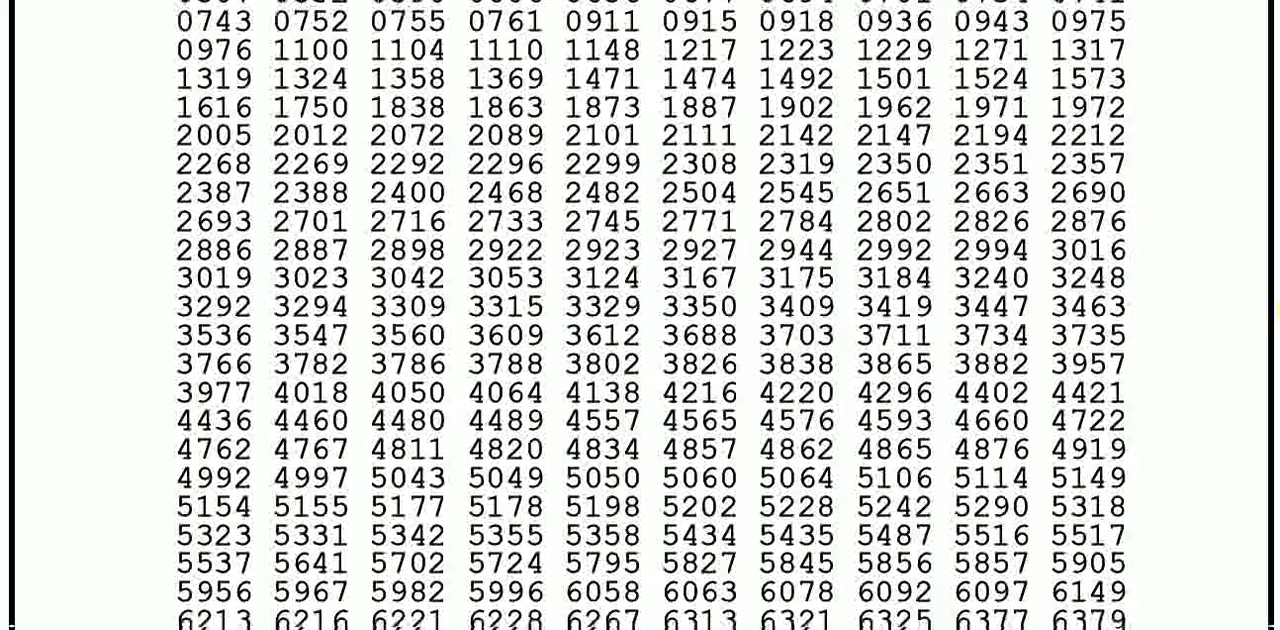 0743 0752 0755 0761 0911 0915 0918 0936 0943 0975
0976 1100 1104 1110 1148 1217 1223 1229 1271 1317
1319 1324 1358 1369 1471 1474 1492 1501 1524 1573
1616 1750 1838 1863 1873 1887 1902 1962 1971 1972
2005 2012 2072 2089 2101 2111 2142 2147 2194 2212
2268 2269 2292 2296 2299 2308 2319 2350 2351 2357
2387 2388 2400 2468 2482 2504 2545 2651 2663 2690
2693 2701 2716 2733 2745 2771 2784 2802 2826 2876
2886 2887 2898 2922 2923 2927 2944 2992 2994 3016
3019 3023 3042 3053 3124 3167 3175 3184 3240 3248
3292 3294 3309 3315 3329 3350 3409 3419 3447 3463
3536 3547 3560 3609 3612 3688 3703 3711 3734 3735
3766 3782 3786 3788 3802 3826 3838 3865 3882 3957
3977 4018 4050 4064 4138 4216 4220 4296 4402 4421
4436 4460 4480 4489 4557 4565 4576 4593 4660 4722
4762 4767 4811 4820 4834 4857 4862 4865 4876 4919
4992 4997 5043 5049 5050 5060 5064 5106 5114 5149
5154 5155 5177 5178 5198 5202 5228 5242 5290 5318
5323 5331 5342 5355 5358 5434 5435 5487 5516 5517
5537 5641 5702 5724 5795 5827 5845 5856 5857 5905
5956 5967 5982 5996 6058 6063 6078 6092 6097 6149
6213 6216 6221 6228 6267 6313 6321 6325 6377 6379